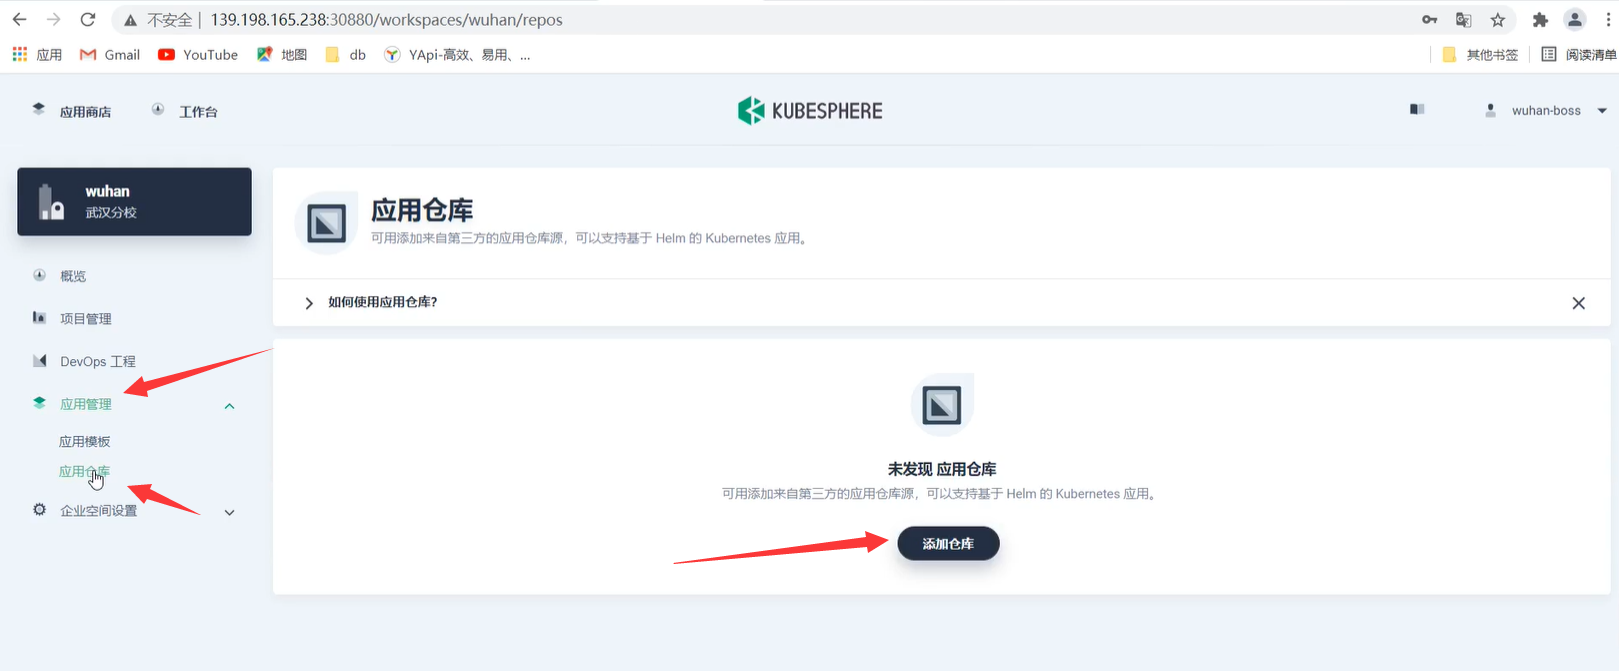 不安全 | 139.198.165.238:30880/workspaces/wuhan/repos
应用 Gmail YouTube 地图 db YApi-高效、易用、... 其他书签 阅读清单
应用商店 工作台 KUBESPHERE wuhan-boss
wuhan
武汉分校
概览
项目管理
DevOps 工程
应用管理
应用模板
应用仓库
企业空间设置
应用仓库
可用添加来自第三方的应用仓库源，可以支持基于 Helm 的 Kubernetes 应用。
如何使用应用仓库?
未发现 应用仓库
可用添加来自第三方的应用仓库源，可以支持基于 Helm 的 Kubernetes 应用。
添加仓库